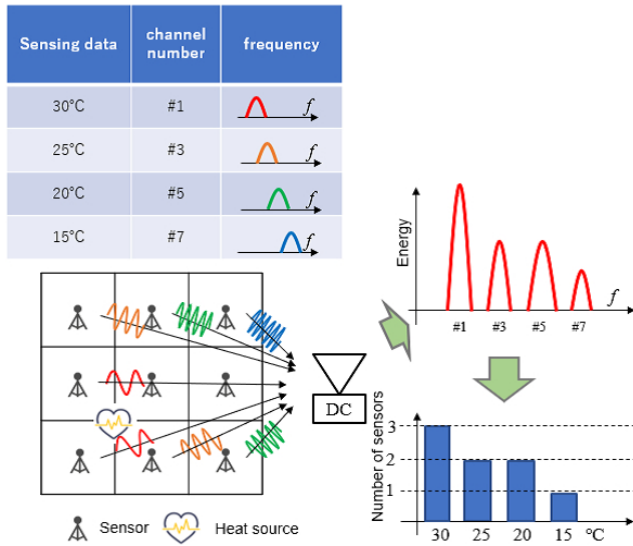 Sensing data channel number frequency
30°C #1 f
25°C #3 f
20°C #5 f
15°C #7 f
Energy
f
#1 #3 #5 #7
DC
Number of sensors
3
2
1
30 25 20 15 °C
Sensor Heat source